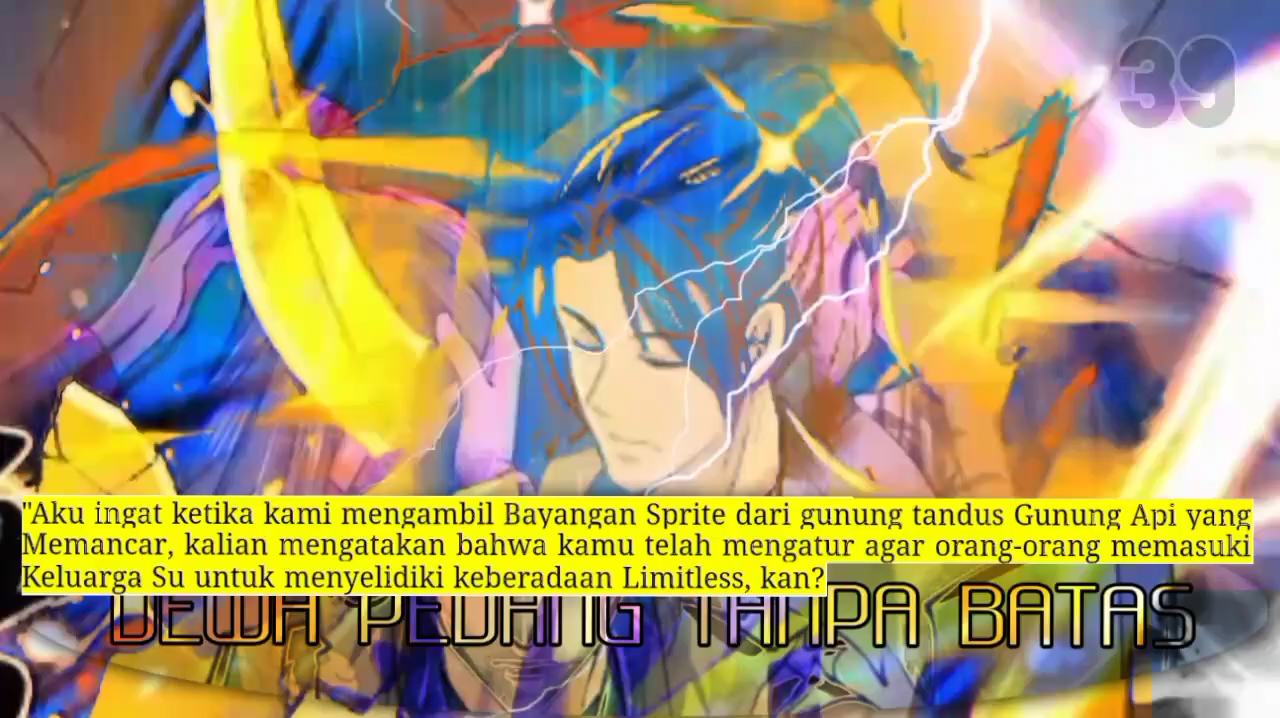 39
"Aku ingat ketika kami mengambil Bayangan Sprite dari gunung tandus Gunung Api yang
Memancar, kalian mengatakan bahwa kamu telah mengatur agar orang-orang memasuki
Keluarga Su untuk menyelidiki keberadaan Limitless, kan?
DEWA PEDANG TANPA BATAS